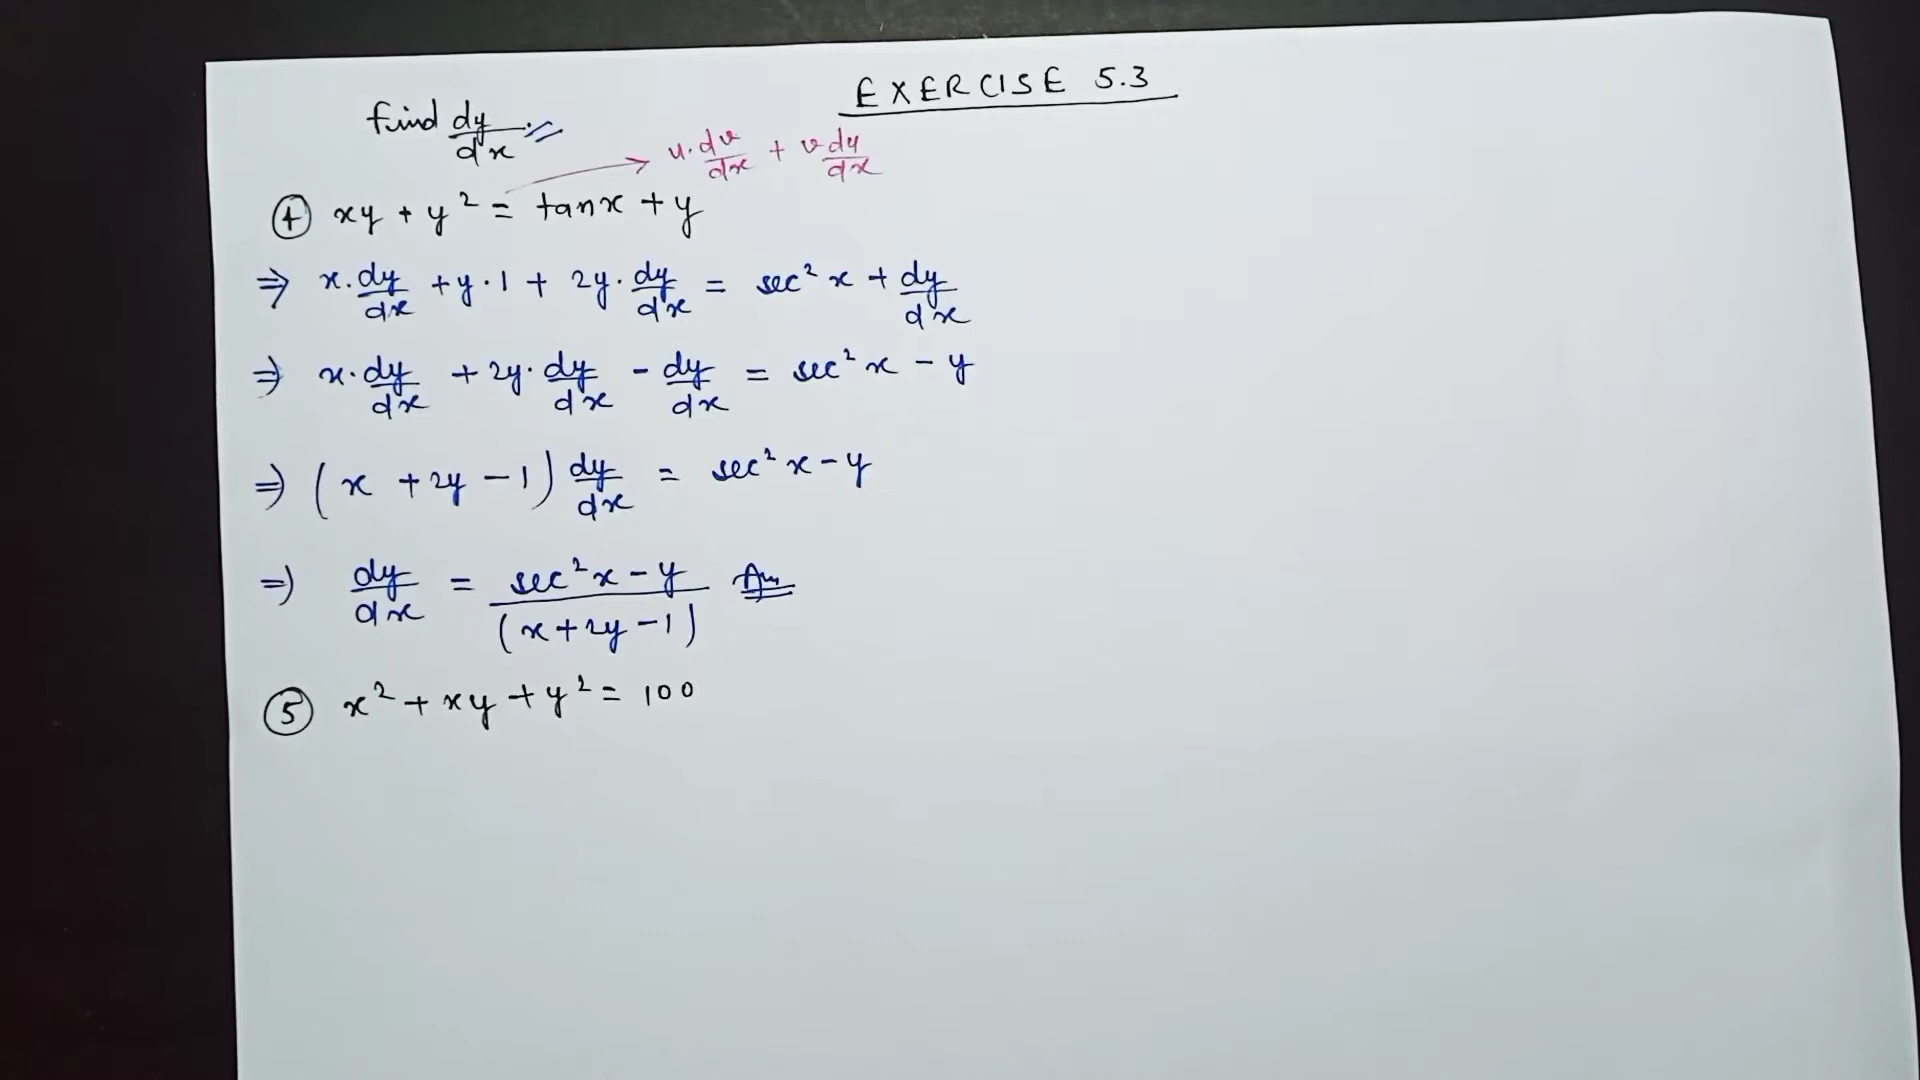 EXERCISE 5.3
find dy/dx .
u.dv/dx + v dy/dx
④ xy + y² = tanx + y
⇒ x.dy/dx + y.1 + 2y.dy/dx = sec²x + dy/dx
⇒ x.dy/dx + 2y.dy/dx - dy/dx = sec²x - y
⇒ (x + 2y - 1) dy/dx = sec²x - y
⇒ dy/dx = sec²x - y/(x+2y-1) Ans
⑤ x² + xy + y² = 100